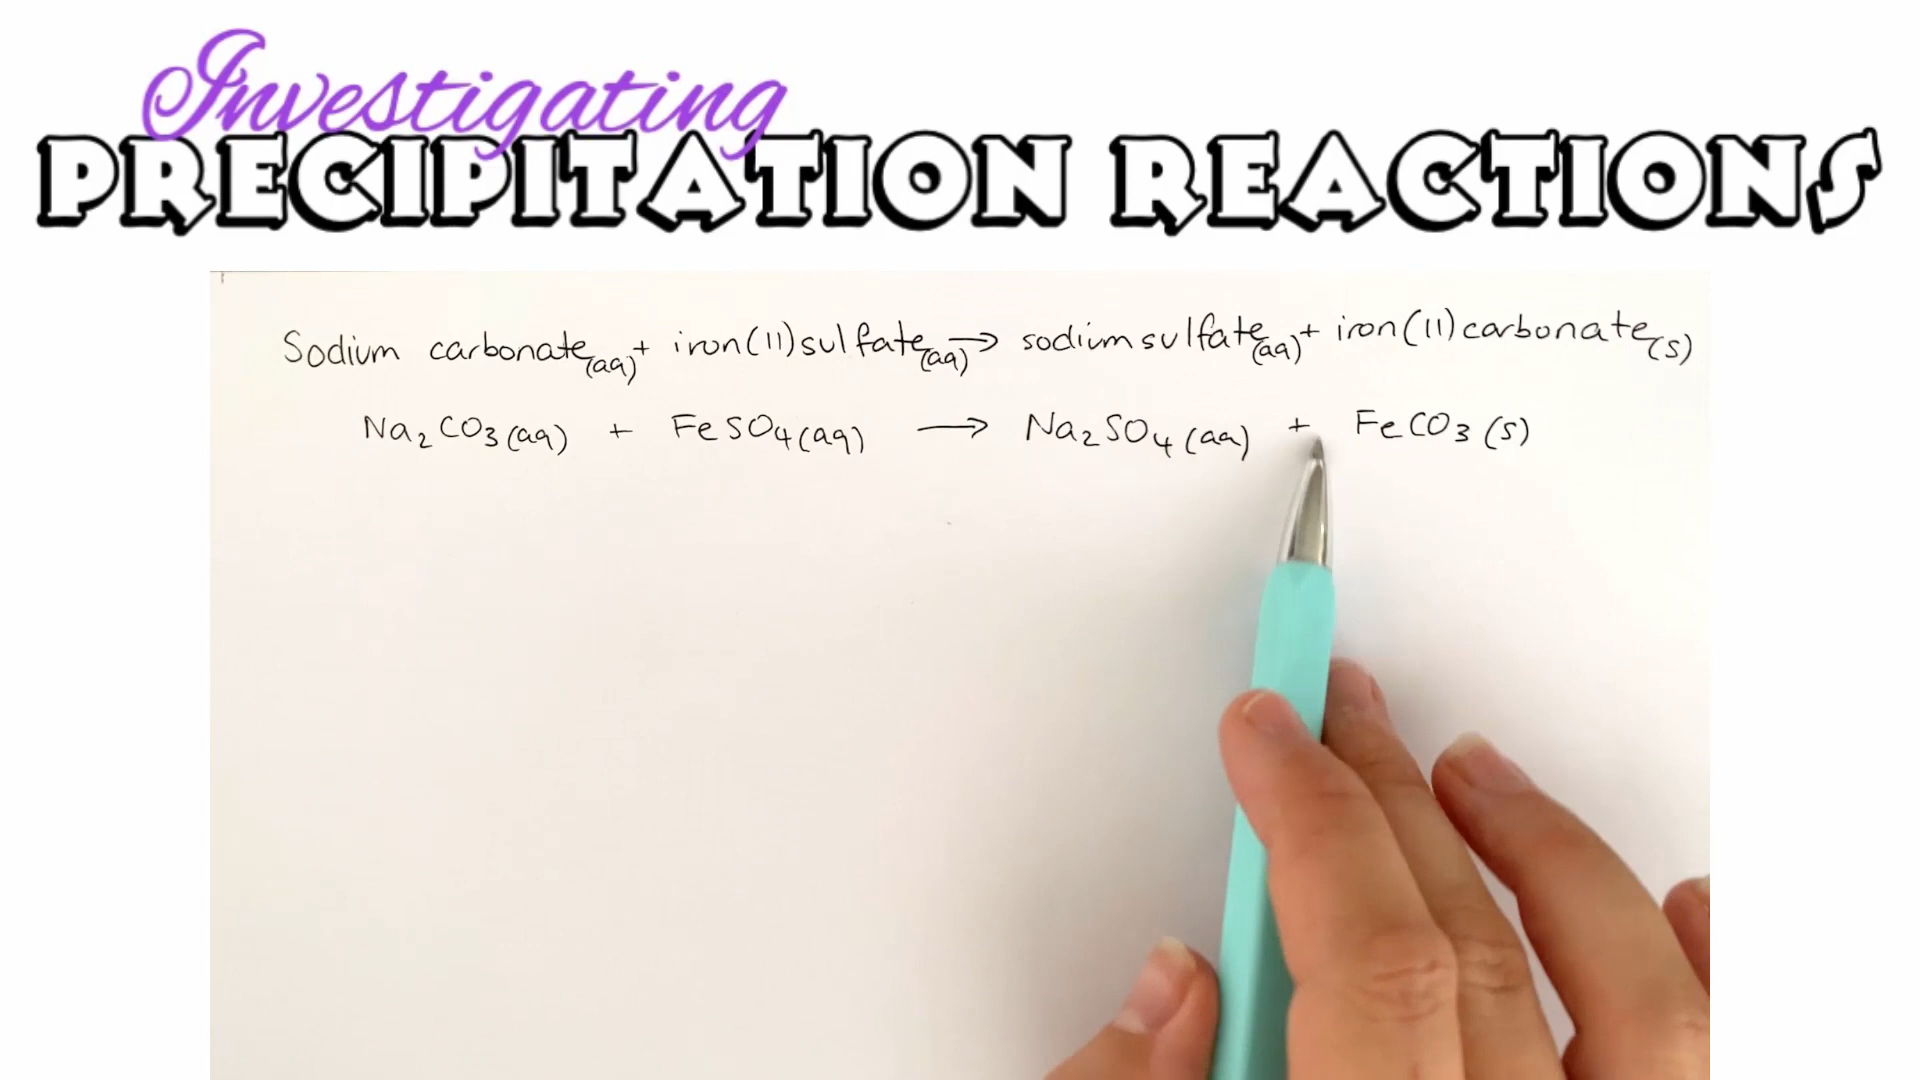 Investigating
PRECIPITATION REACTIONS
Sodium carbonate(aq) + iron(II) sulfate(aq) → sodium sulfate(aq) + iron(II) carbonate(s)
Na₂CO₃(aq) + FeSO₄(aq) → Na₂SO₄(aq) + FeCO₃(s)